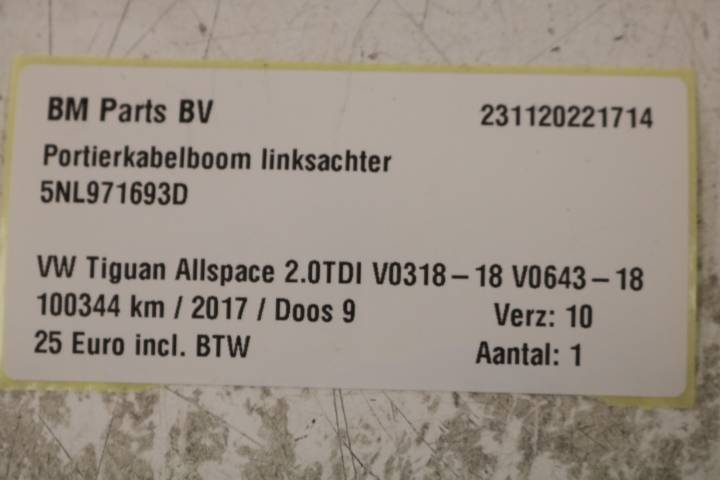 BM Parts BV 231120221714
Portierkabelboom linksachter
5NL971693D
VW Tiguan Allspace 2.0TDI V0318-18 V0643-18
100344 km / 2017 / Doos 9 Verz: 10
25 Euro incl. BTW Aantal: 1